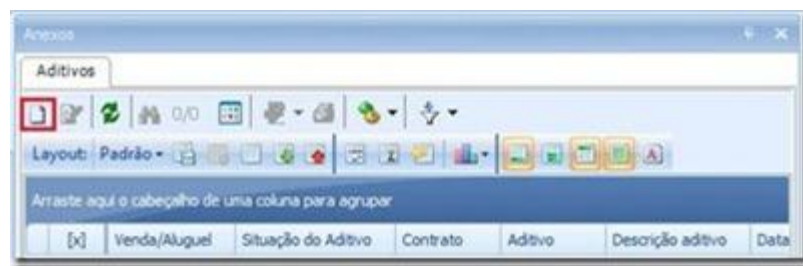 Anexos
Aditivos
0/0
Layout: Padrão
Arraste aqui o cabeçalho de uma coluna para agrupar
[x] Venda/Aluguel Situação do Aditivo Contrato Aditivo Descrição aditivo Data